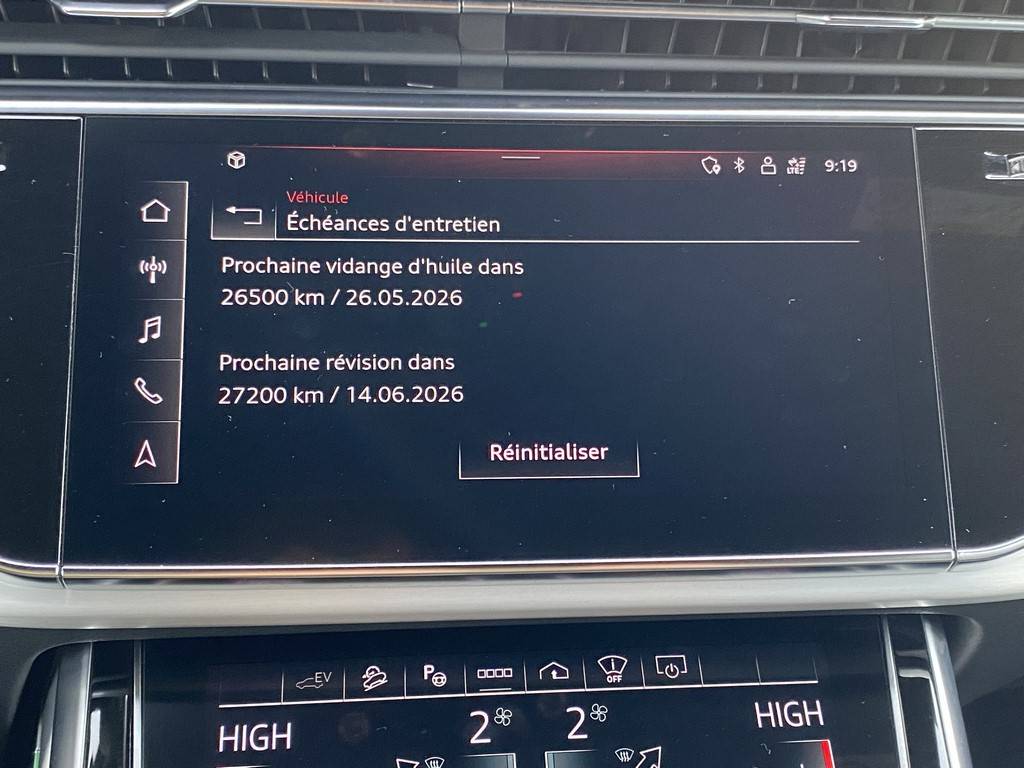 LTE
9:19
Véhicule
Échéances d'entretien
Prochaine vidange d'huile dans
26500 km / 26.05.2026
Prochaine révision dans
27200 km / 14.06.2026
Réinitialiser
EV
P
OFF
HIGH
2
2
HIGH